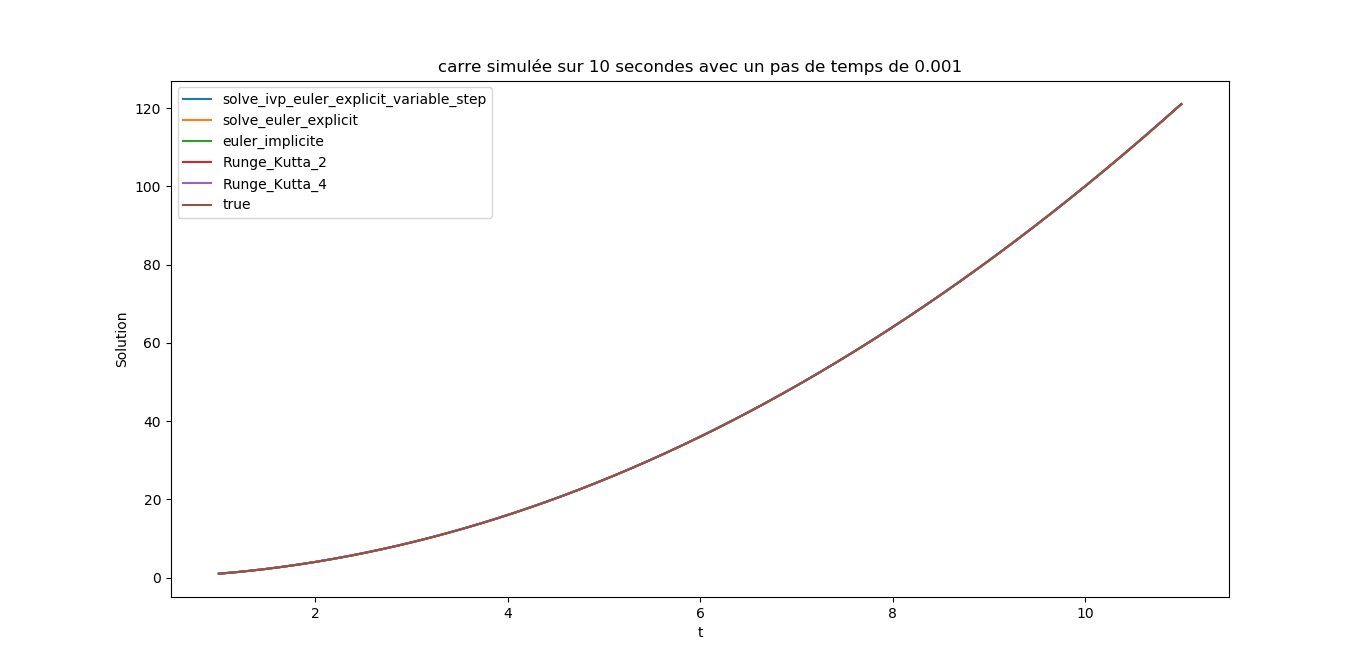 carre simulée sur 10 secondes avec un pas de temps de 0.001
solve_ivp_euler_explicit_variable_step
solve_euler_explicit
euler_implicite
Runge_Kutta_2
Runge_Kutta_4
true
120
100
80
60
40
20
0
Solution
2 4 6 8 10
t